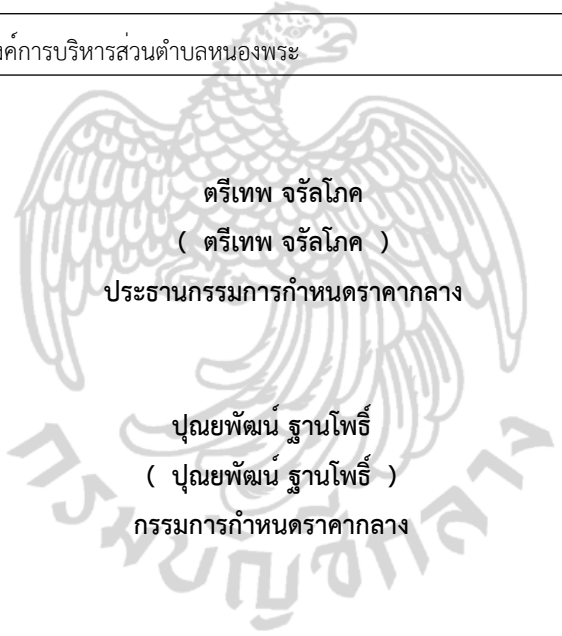 องค์การบริหารส่วนตำบลหนองพระ
ตรีเทพ จรัลโภค
( ตรีเทพ จรัลโภค )
ประธานกรรมการกำหนดราคากลาง
ปุณยพัฒน์ ฐานโพธิ์
( ปุณยพัฒน์ ฐานโพธิ์ )
กรรมการกำหนดราคากลาง
กรมบัญชีกลาง